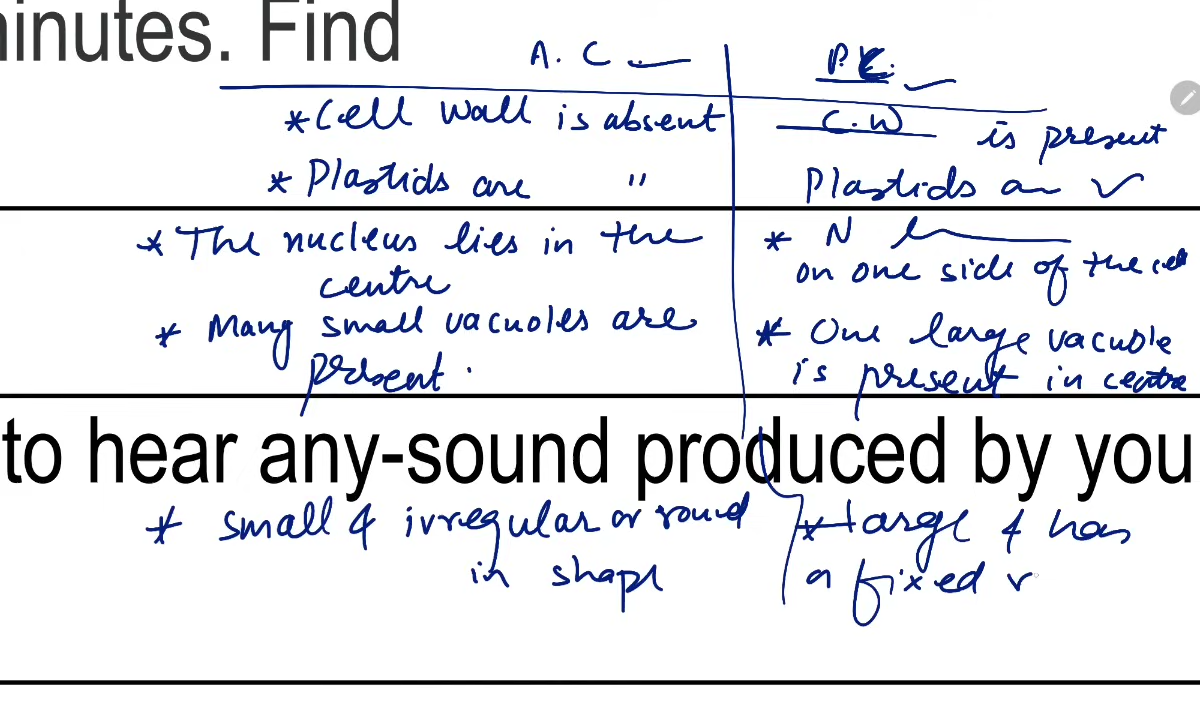 minutes. Find
A. C. P.C.
*Cell wall is absent C.W is present
* Plastids are " Plastids are ✓
* The nucleus lies in the * N l
centre on one side of the cell
* Many small vacuoles are * One large vacuole
present. is present in centre
to hear any-sound produced by you
* small & irregular or round * large & has
in shape a fixed